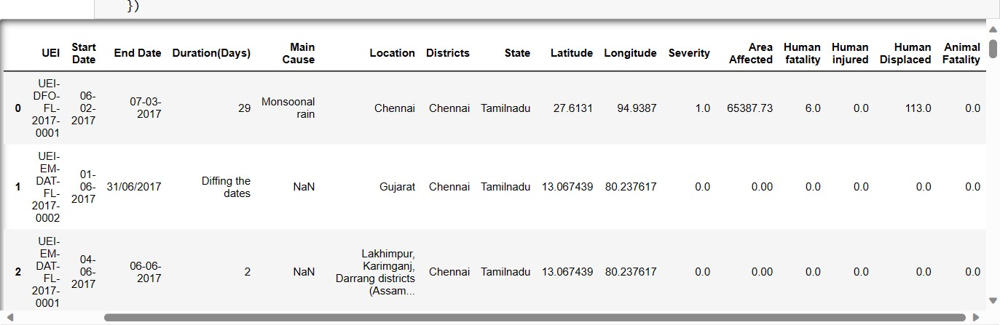 })
UEI Start Date End Date Duration(Days) Main Cause Location Districts State Latitude Longitude Severity Area Affected Human fatality Human injured Human Displaced Animal Fatality
0 UEI-DFO-FL-2017-0001 06-02-2017 07-03-2017 29 Monsoonal rain Chennai Chennai Tamilnadu 27.6131 94.9387 1.0 65387.73 6.0 0.0 113.0 0.0
1 UEI-EM-DAT-FL-2017-0002 01-06-2017 31/06/2017 Diffing the dates NaN Gujarat Chennai Tamilnadu 13.067439 80.237617 0.0 0.00 0.0 0.0 0.0 0.0
2 UEI-EM-DAT-FL-2017-0001 04-06-2017 06-06-2017 2 NaN Lakhimpur, Karimganj, Darrang districts (Assam... Chennai Tamilnadu 13.067439 80.237617 0.0 0.00 0.0 0.0 0.0 0.0